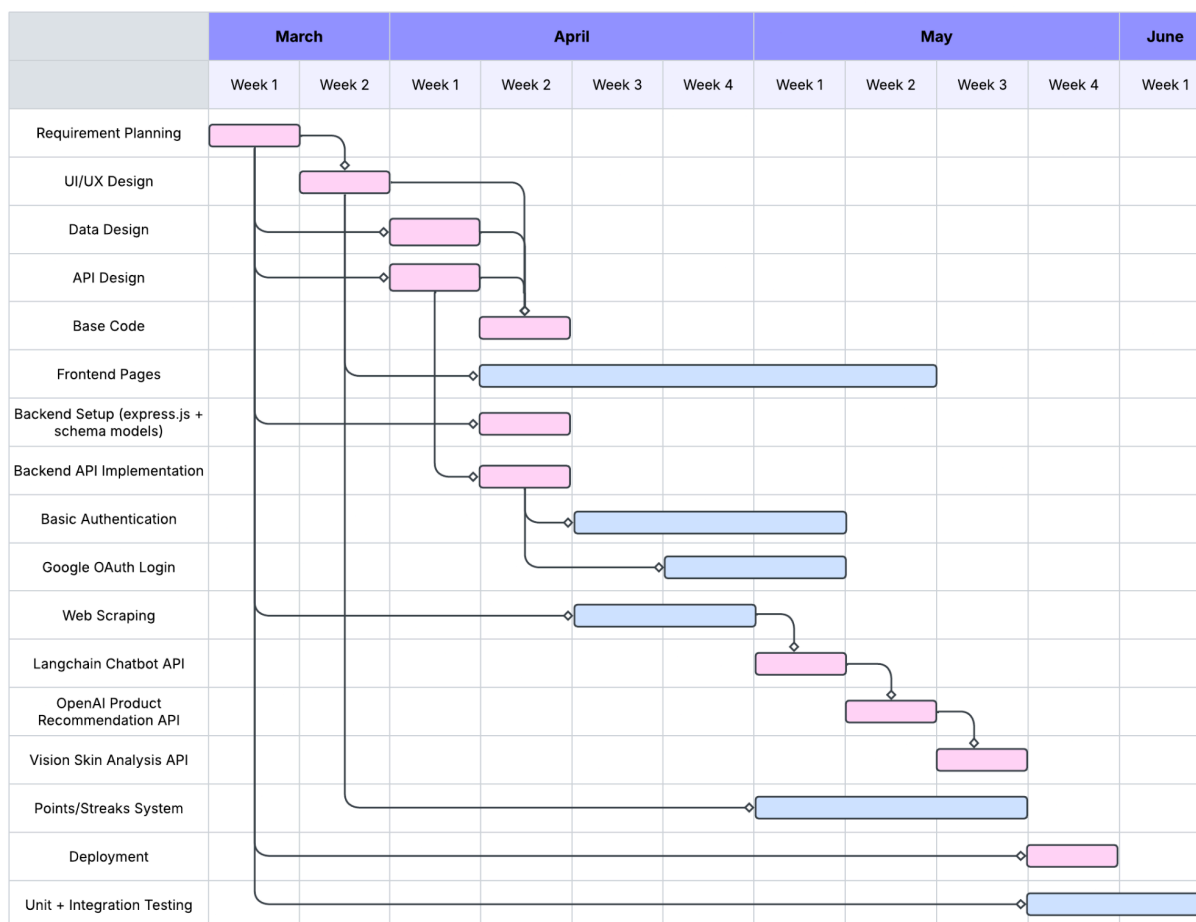 March April May June
Week 1 Week 2 Week 1 Week 2 Week 3 Week 4 Week 1 Week 2 Week 3 Week 4 Week 1
Requirement Planning
UI/UX Design
Data Design
API Design
Base Code
Frontend Pages
Backend Setup (express.js +
schema models)
Backend API Implementation
Basic Authentication
Google OAuth Login
Web Scraping
Langchain Chatbot API
OpenAI Product
Recommendation API
Vision Skin Analysis API
Points/Streaks System
Deployment
Unit + Integration Testing